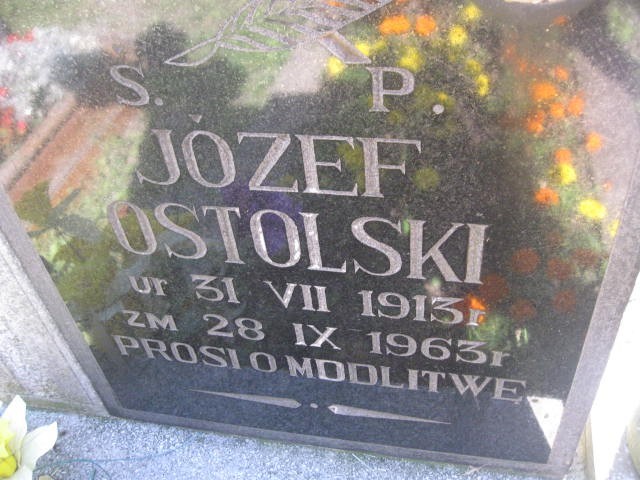 Ś. P.
JÓZEF
OSTOLSKI
ur 31 VII 1913r
zm 28 IX 1963r
PROSI O MODLITWĘ